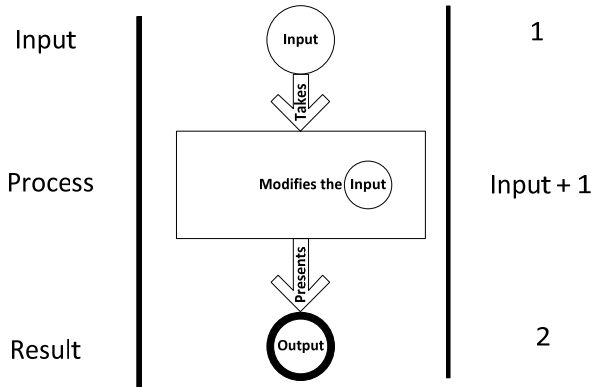 Input
Input
1
Takes
Process
Modifies the Input
Input + 1
Presents
Result
Output
2